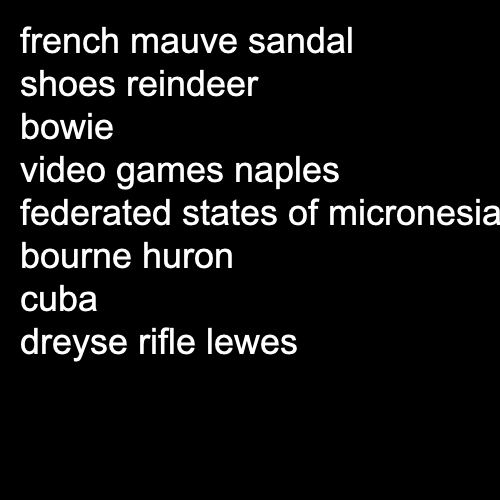 french mauve sandal
shoes reindeer
bowie
video games naples
federated states of micronesia
bourne huron
cuba
dreyse rifle lewes